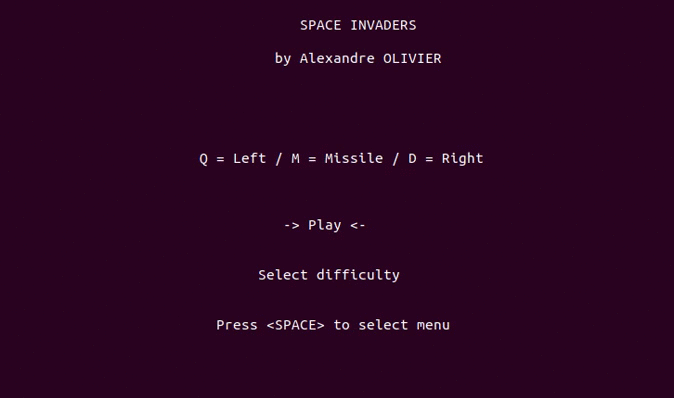 SPACE INVADERS
by Alexandre OLIVIER
Q = Left / M = Missile / D = Right
-> Play <-
Select difficulty
Press <SPACE> to select menu